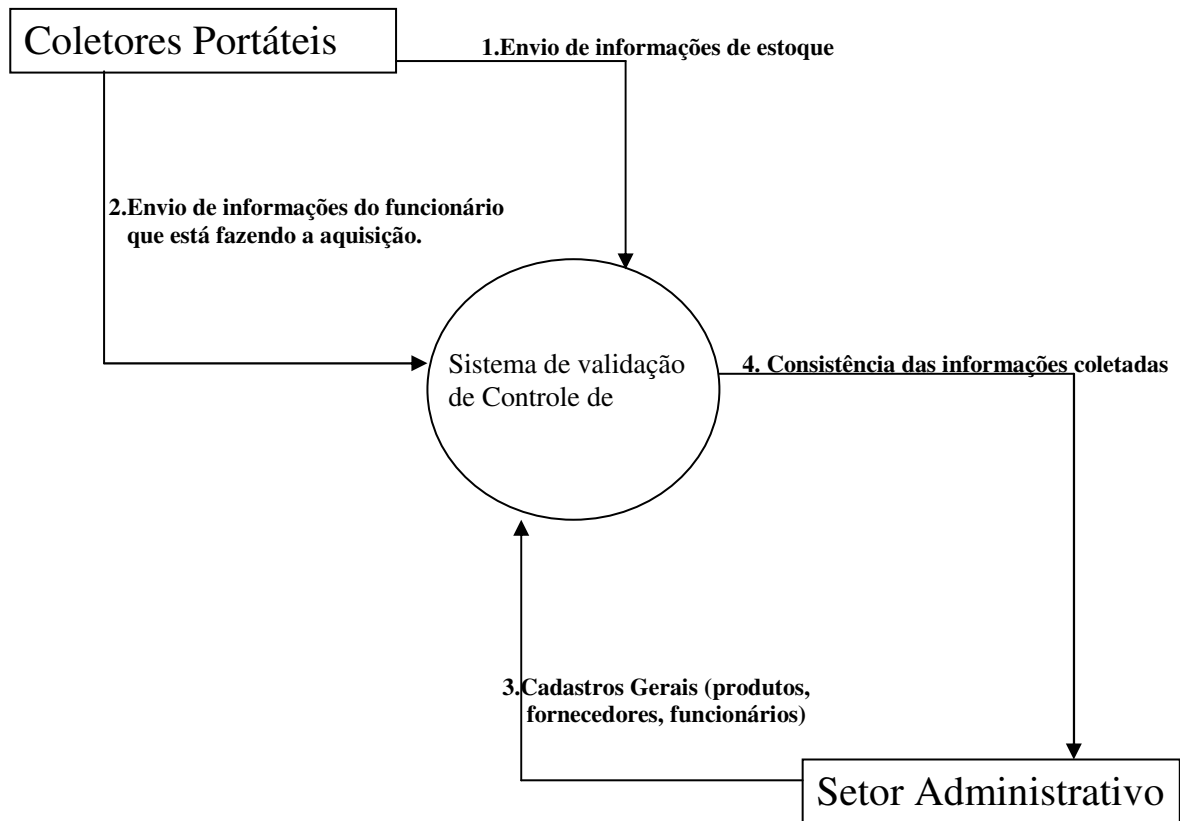 Coletores Portáteis
1.Envio de informações de estoque
2.Envio de informações do funcionário
que está fazendo a aquisição.
Sistema de validação
de Controle de
4. Consistência das informações coletadas
3.Cadastros Gerais (produtos,
fornecedores, funcionários)
Setor Administrativo